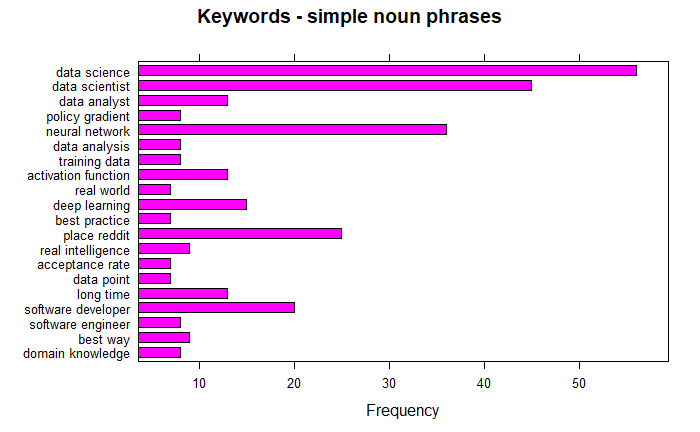 Keywords - simple noun phrases
data science
data scientist
data analyst
policy gradient
neural network
data analysis
training data
activation function
real world
deep learning
best practice
place reddit
real intelligence
acceptance rate
data point
long time
software developer
software engineer
best way
domain knowledge
10 20 30 40 50
Frequency